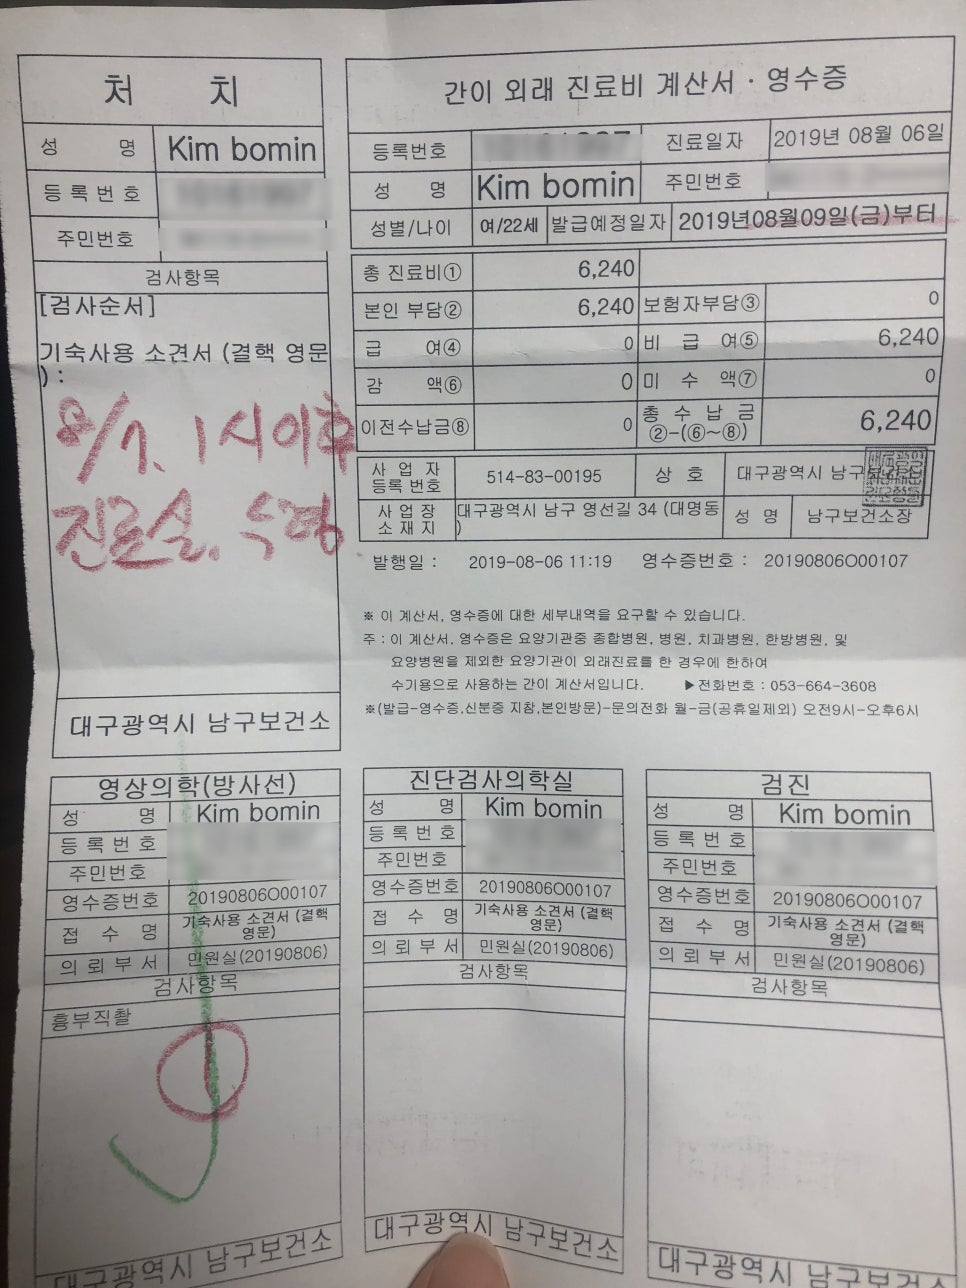 처 치
성 명 Kim bomin
등록번호
주민번호
검사항목
[검사순서]
기숙사용 소견서 (결핵 영문
) :
8/7. 1시이후
진료실. 수령
대구광역시 남구보건소
간이 외래 진료비 계산서 · 영수증
등록번호 진료일자 2019년 08월 06일
성 명 Kim bomin 주민번호
성별/나이 여/22세 발급예정일자 2019년08월09일(금)부터
총 진료비① 6,240
본인 부담② 6,240 보험자부담③ 0
급 여④ 0 비 급 여⑤ 6,240
감 액⑥ 0 미 수 액⑦ 0
이전수납금⑧ 0 총 수 납 금 6,240
②-(⑥~⑧)
사 업 자
등록 번호 514-83-00195 상 호 대구광역시 남구보건소
사 업 장
소 재 지 대구광역시 남구 영선길 34 (대명동
) 성 명 남구보건소장
발행일 : 2019-08-06 11:19 영수증번호 : 20190806O00107
※ 이 계산서, 영수증에 대한 세부내역을 요구할 수 있습니다.
주 : 이 계산서, 영수증은 요양기관중 종합병원, 병원, 치과병원, 한방병원, 및
요양병원을 제외한 요양기관이 외래진료를 한 경우에 한하여
수기용으로 사용하는 간이 계산서입니다. ▶전화번호 : 053-664-3608
※(발급-영수증,신분증 지참,본인방문)-문의전화 월-금(공휴일제외) 오전9시-오후6시
영상의학(방사선)
성 명 Kim bomin
등록번호
주민번호
영수증번호 20190806O00107
접 수 명 기숙사용 소견서 (결핵
영문)
의뢰부서 민원실(20190806)
검사항목
흉부직촬
대구광역시 남구보건소
진단검사의학실
성 명 Kim bomin
등록번호
주민번호
영수증번호 20190806O00107
접 수 명 기숙사용 소견서 (결핵
영문)
의뢰부서 민원실(20190806)
검사항목
대구광역시 남구보건소
검진
성 명 Kim bomin
등록번호
주민번호
영수증번호 20190806O00107
접 수 명 기숙사용 소견서 (결핵
영문)
의뢰부서 민원실(20190806)
검사항목
대구광역시 남구보건소